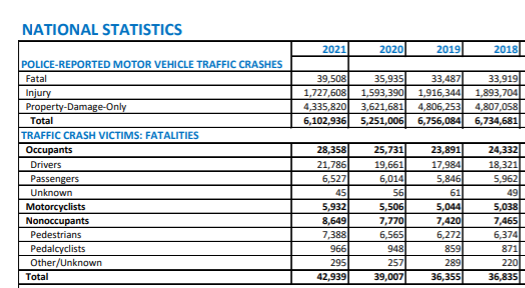 NATIONAL STATISTICS
2021 2020 2019 2018
POLICE-REPORTED MOTOR VEHICLE TRAFFIC CRASHES
Fatal 39,508 35,935 33,487 33,919
Injury 1,727,608 1,593,390 1,916,344 1,893,704
Property-Damage-Only 4,335,820 3,621,681 4,806,253 4,807,058
Total 6,102,936 5,251,006 6,756,084 6,734,681
TRAFFIC CRASH VICTIMS: FATALITIES
Occupants 28,358 25,731 23,891 24,332
Drivers 21,786 19,661 17,984 18,321
Passengers 6,527 6,014 5,846 5,962
Unknown 45 56 61 49
Motorcyclists 5,932 5,506 5,044 5,038
Nonoccupants 8,649 7,770 7,420 7,465
Pedestrians 7,388 6,565 6,272 6,374
Pedalcyclists 966 948 859 871
Other/Unknown 295 257 289 220
Total 42,939 39,007 36,355 36,835